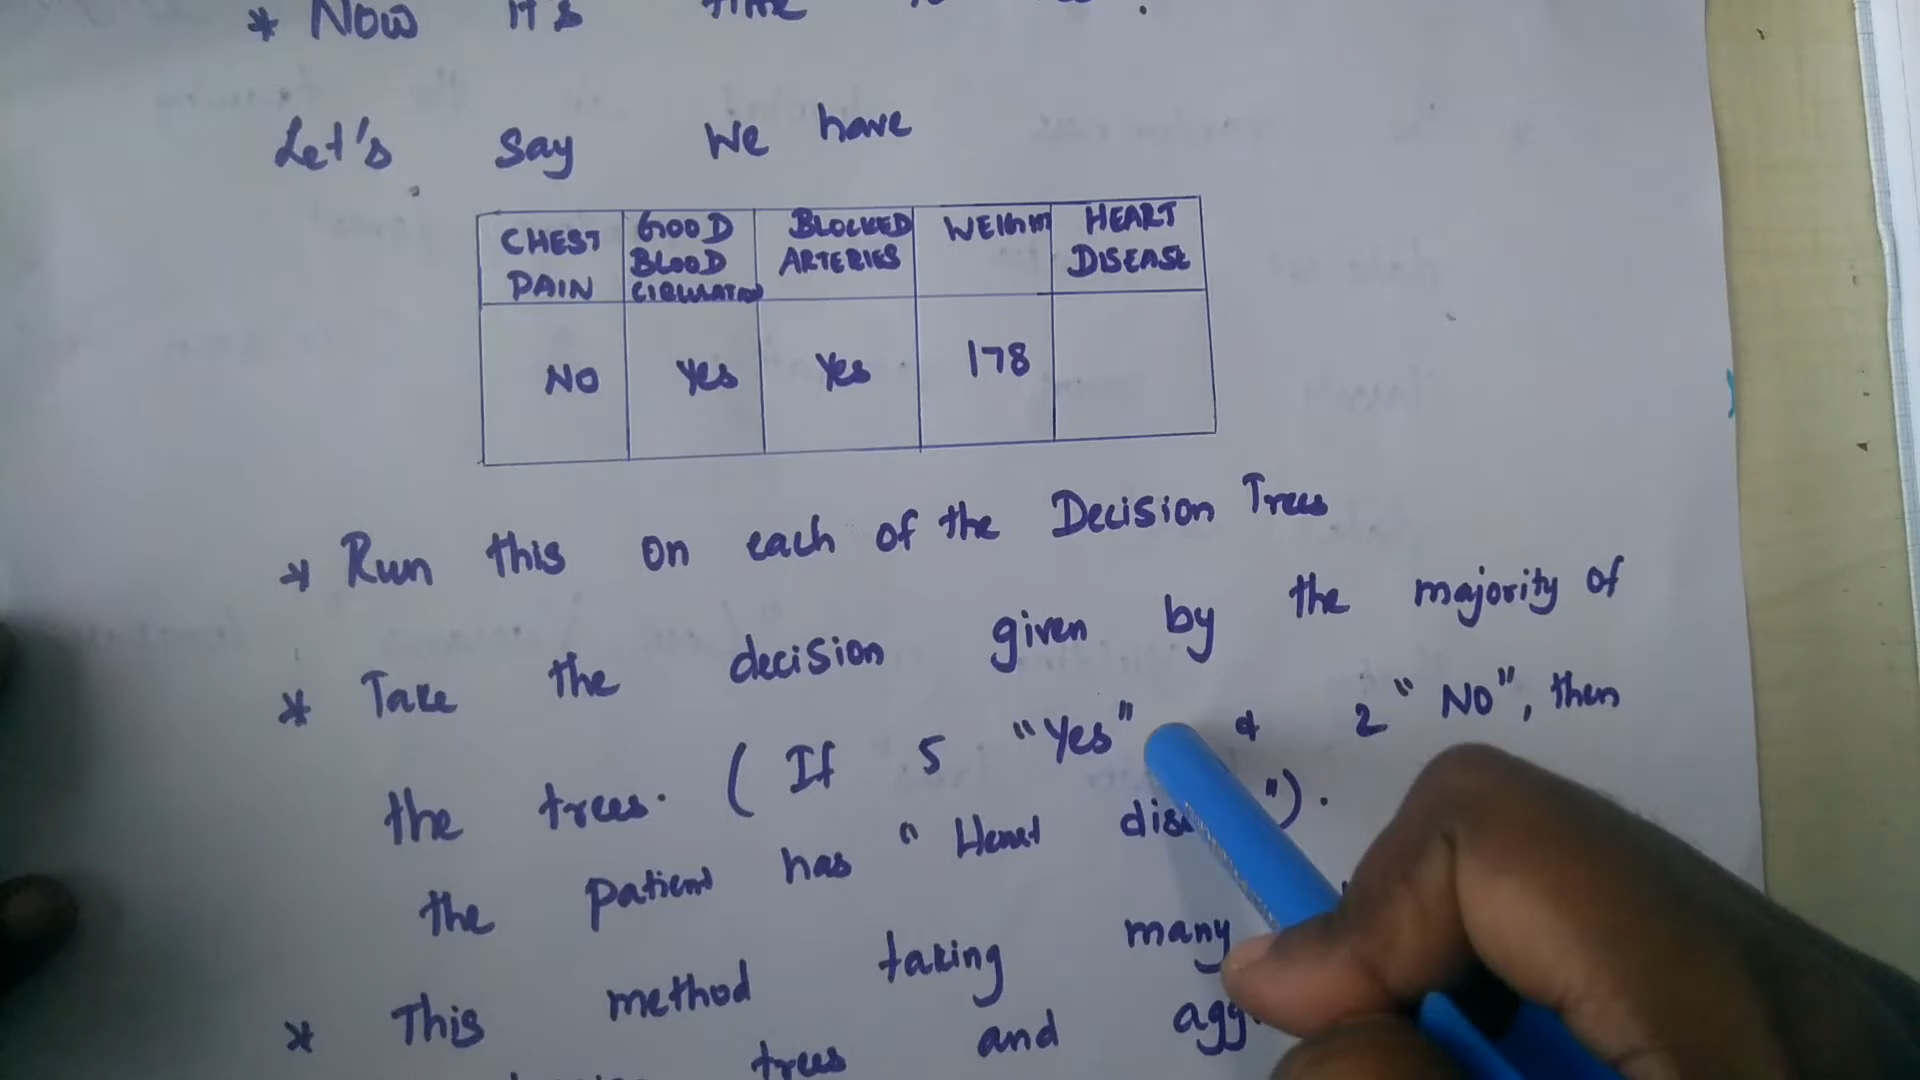 * Now it's
Let's say we have
CHEST PAIN GOOD BLOOD CIRCULATION BLOCKED ARTERIES WEIGHT HEART DISEASE
NO Yes Yes 178
* Run this on each of the Decision Trees
* Take the decision given by the majority of
the trees. ( If 5 "Yes" & 2 "NO", then
the patient has "Heart dis ").
* This method taking many
trees and